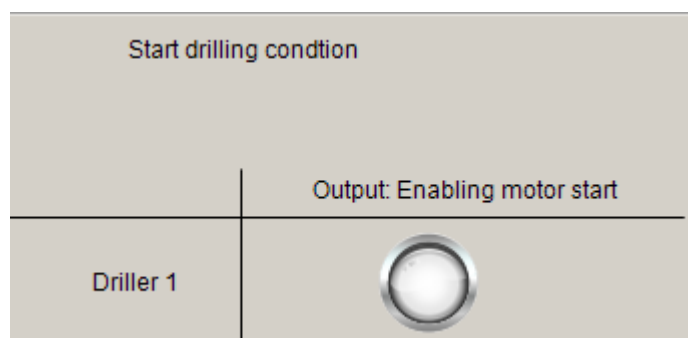 Start drilling condtion
Output: Enabling motor start
Driller 1